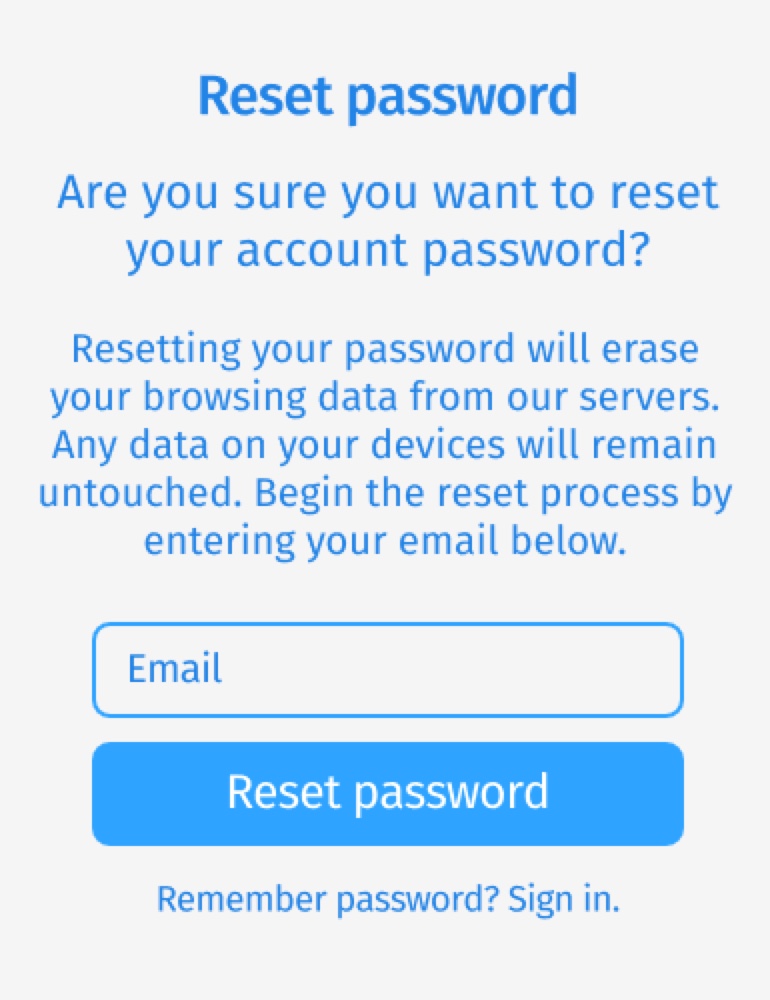 Reset password
Are you sure you want to reset
your account password?
Resetting your password will erase
your browsing data from our servers.
Any data on your devices will remain
untouched. Begin the reset process by
entering your email below.
Email
Reset password
Remember password? Sign in.